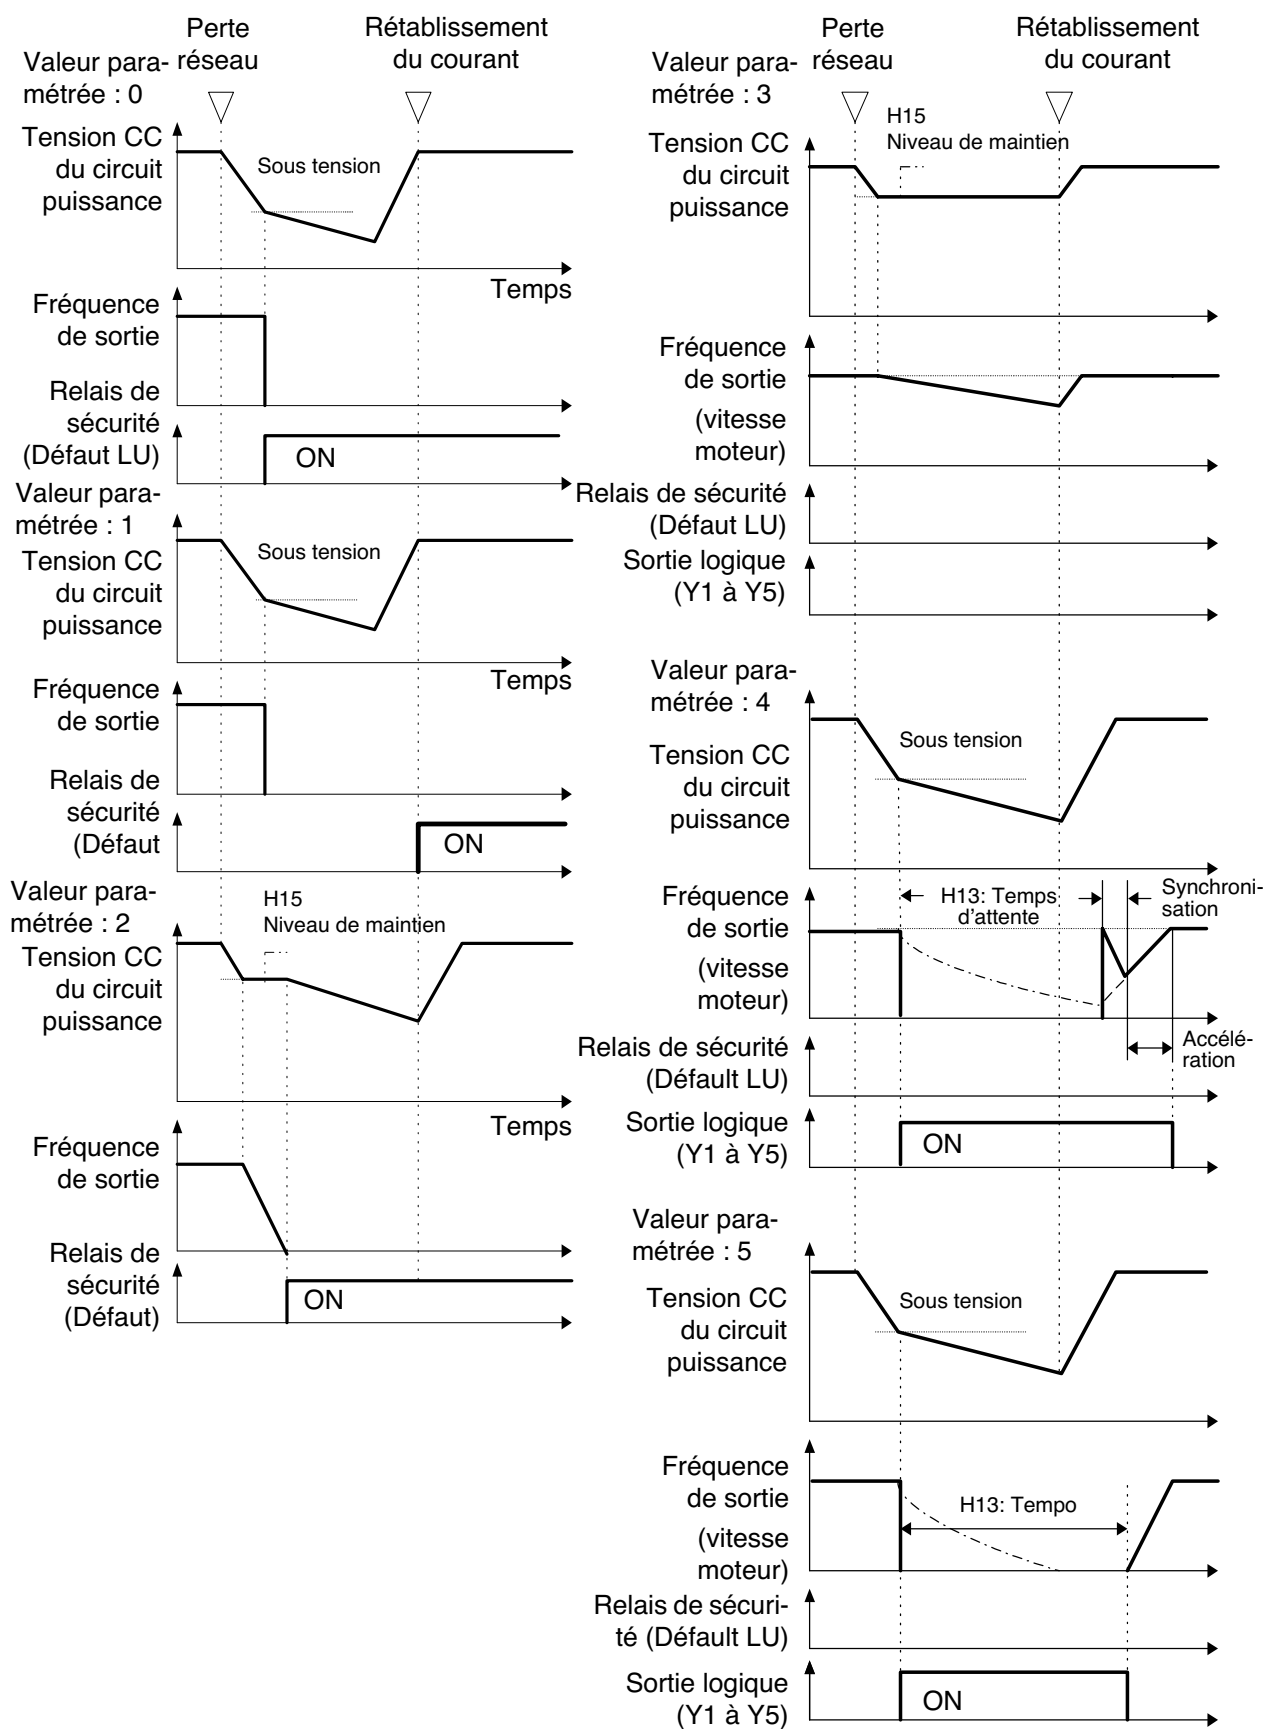 Perte
réseau
Rétablissement
du courant
Valeur para-
métrée : 0
Tension CC
du circuit
puissance
Sous tension
Temps
Fréquence
de sortie
Relais de
sécurité
(Défaut LU)
ON
Valeur para-
métrée : 1
Tension CC
du circuit
puissance
Sous tension
Temps
Fréquence
de sortie
Relais de
sécurité
(Défaut
ON
Valeur para-
métrée : 2
H15
Niveau de maintien
Tension CC
du circuit
puissance
Temps
Fréquence
de sortie
Relais de
sécurité
(Défaut)
ON
Perte
réseau
Rétablissement
du courant
Valeur para-
métrée : 3
H15
Niveau de maintien
Tension CC
du circuit
puissance
Fréquence
de sortie
(vitesse
moteur)
Relais de sécurité
(Défaut LU)
Sortie logique
(Y1 à Y5)
Valeur para-
métrée : 4
Sous tension
Tension CC
du circuit
puissance
Fréquence
de sortie
(vitesse
moteur)
H13: Temps
d'attente
Synchroni-
sation
Accélé-
ration
Relais de sécurité
(Défault LU)
Sortie logique
(Y1 à Y5)
ON
Valeur para-
métrée : 5
Tension CC
du circuit
puissance
Sous tension
Fréquence
de sortie
(vitesse
moteur)
H13: Tempo
Relais de sécuri-
té (Défault LU)
Sortie logique
(Y1 à Y5)
ON